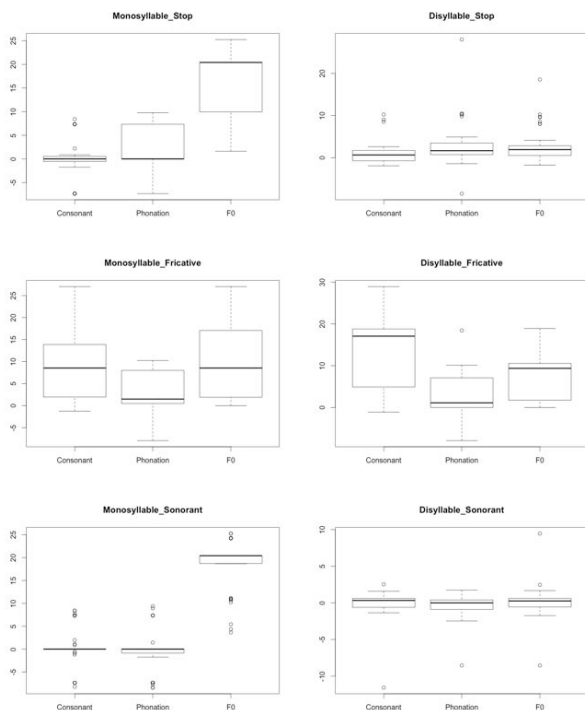 Monosyllable_Stop
25
20
15
10
5
0
-5
Consonant Phonation F0
Disyllable_Stop
20
10
0
Consonant Phonation F0
Monosyllable_Fricative
25
20
15
10
5
0
-5
Consonant Phonation F0
Disyllable_Fricative
30
20
10
0
Consonant Phonation F0
Monosyllable_Sonorant
25
20
15
10
5
0
-5
Consonant Phonation F0
Disyllable_Sonorant
10
5
0
-5
-10
Consonant Phonation F0